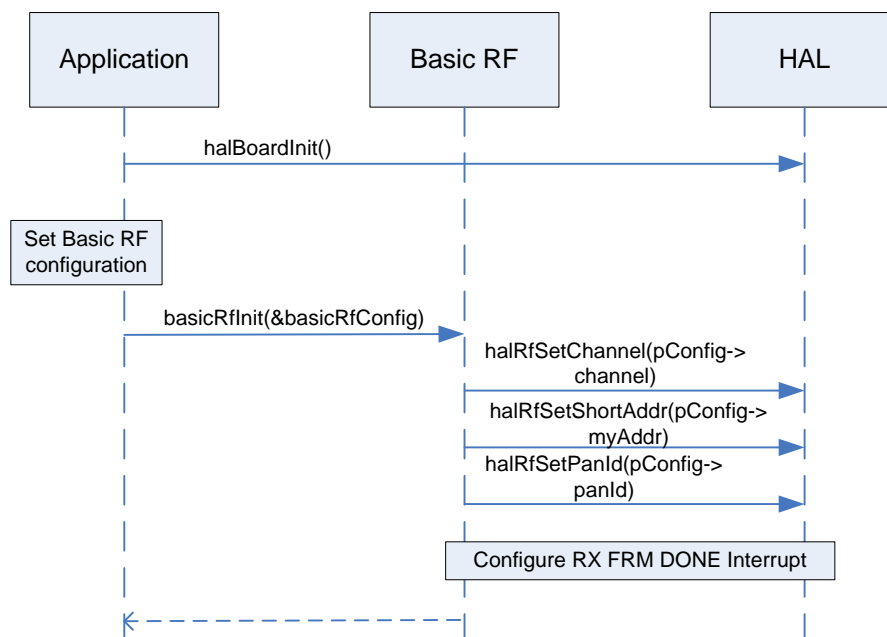 Application
Basic RF
HAL
halBoardInit()
Set Basic RF
configuration
basicRfInit(&basicRfConfig)
halRfSetChannel(pConfig->
channel)
halRfSetShortAddr(pConfig->
myAddr)
halRfSetPanId(pConfig->
panId)
Configure RX FRM DONE Interrupt